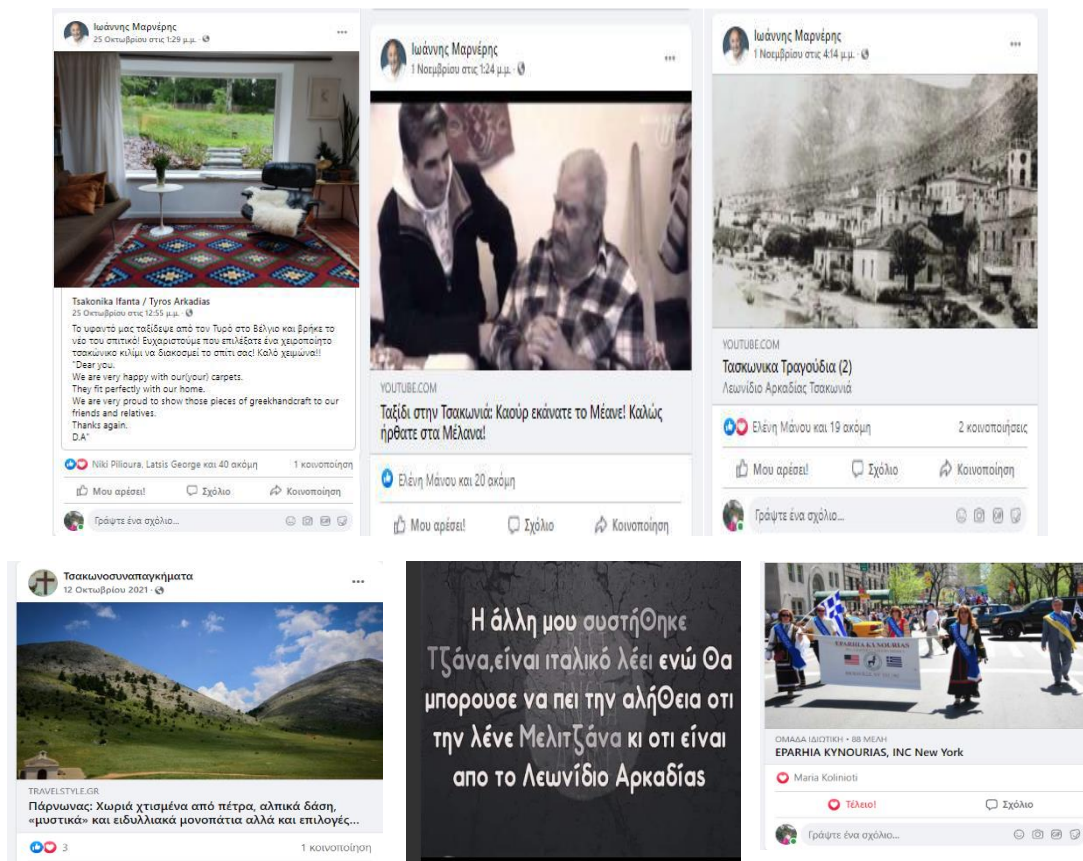 Ιωάννης Μαρνέρης
25 Οκτωβρίου στις 1:29 μ.μ.
Tsakonika Ifanta / Tyros Arkadias
25 Οκτωβρίου στις 12:55 μ.μ.
Το υφαντό μας ταξίδεψε από τον Τυρό στο Βέλγιο και βρήκε το
νέο του σπιτικό! Ευχαριστούμε που επιλέξατε ένα χειροποίητο
τσακώνικο κιλίμι να διακοσμεί το σπίτι σας! Καλό χειμώνα!!
"Dear you.
We are very happy with our(your) carpets.
They fit perfectly with our home.
We are very proud to show those pieces of greekhandcraft to our
friends and relatives.
Thanks again.
D.A"
Niki Pilioura, Latsis George και 40 ακόμη
1 κοινοποίηση
Μου αρέσει!
Σχόλιο
Κοινοποίηση
Γράψτε ένα σχόλιο...
Ιωάννης Μαρνέρης
1 Νοεμβρίου στις 1:24 μ.μ.
YOUTUBE.COM
Ταξίδι στην Τσακωνιά: Καούρ εκάνατε το Μέανε! Καλώς
ήρθατε στα Μέλανα!
Ελένη Μάνου και 20 ακόμη
Μου αρέσει!
Σχόλιο
Κοινοποίηση
Ιωάννης Μαρνέρης
1 Νοεμβρίου στις 4:14 μ.μ.
YOUTUBE.COM
Τασκωνικα Τραγούδια (2)
Λεωνίδιο Αρκαδίας Τσακωνιά
Ελένη Μάνου και 19 ακόμη
2 κοινοποιήσεις
Μου αρέσει!
Σχόλιο
Κοινοποίηση
Γράψτε ένα σχόλιο...
Τσακωνοσυναπαγκήματα
12 Οκτωβρίου 2021
TRAVELSTYLE.GR
Πάρνωνας: Χωριά χτισμένα από πέτρα, αλπικά δάση,
«μυστικά» και ειδυλλιακά μονοπάτια αλλά και επιλογές...
3
1 κοινοποίηση
Η άλλη μου συστήθηκε
Τζάνα,είναι ιταλικό λέει ενώ θα
μπορουσε να πει την αλήθεια οτι
την λένε Μελιτζάνα κι οτι είναι
απο το Λεωνίδιο Αρκαδίας
EPARHIA KYNOURIAS
ΟΜΑΔΑ ΙΔΙΩΤΙΚΗ • 88 ΜΕΛΗ
EPARHIA KYNOURIAS, INC New York
Maria Kolinioti
Τέλειο!
Σχόλιο
Γράψτε ένα σχόλιο...